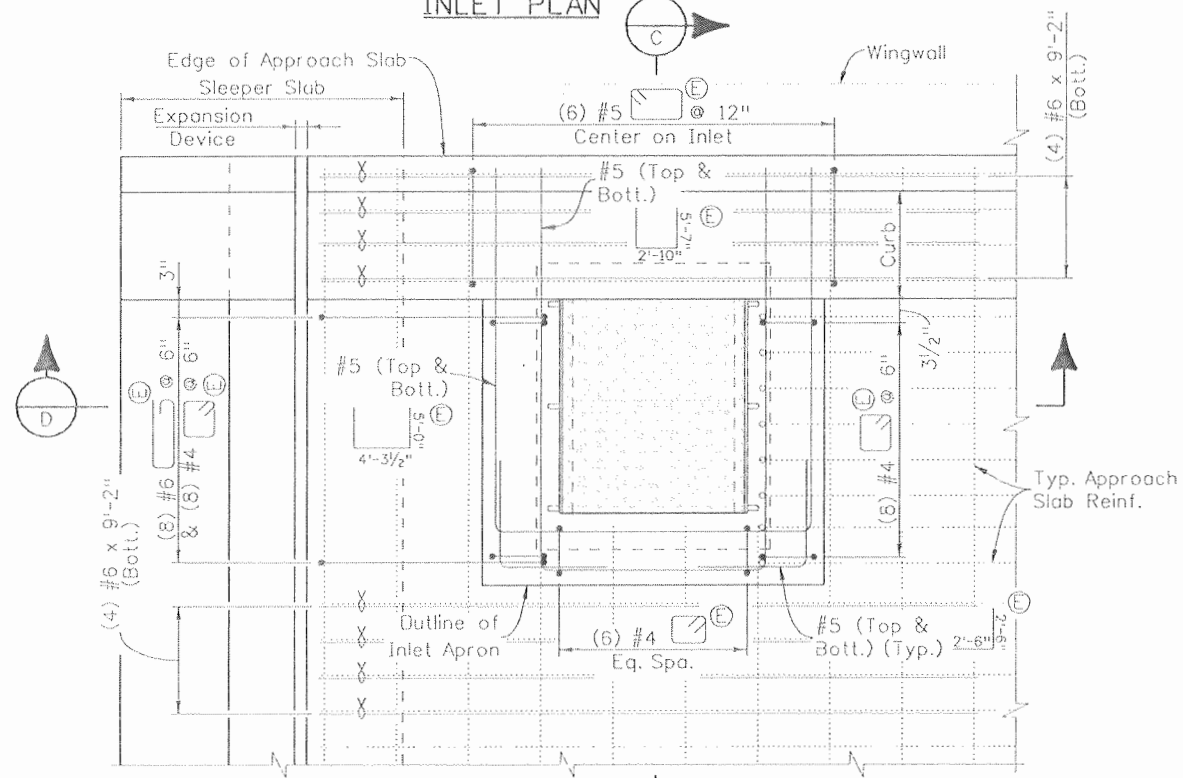 INLET PLAN
C
Edge of Approach Slab
Wingwall
Sleeper Slab
(6) #5 Ⓔ @ 12"
Center on Inlet
Expansion
Device
(4) #6 x 9'-2"
(Bott.)
#5 (Top &
Bott.)
Ⓔ
5'-7"
2'-10"
Curb
3"
3½"
#5 (Top &
Bott.)
Ⓔ
5'-0"
4'-3½"
D
(8) #6 Ⓔ @ 6"
& (8) #4 Ⓔ @ 6"
(8) #4 Ⓔ @ 6"
Typ. Approach
Slab Reinf.
(4) #6 x 9'-2"
(Bott.)
Outline of
Inlet Apron
(6) #4 Ⓔ
Eq. Spa.
#5 (Top &
Bott.) (Typ.)
2'-6"
2'-6"
Ⓔ